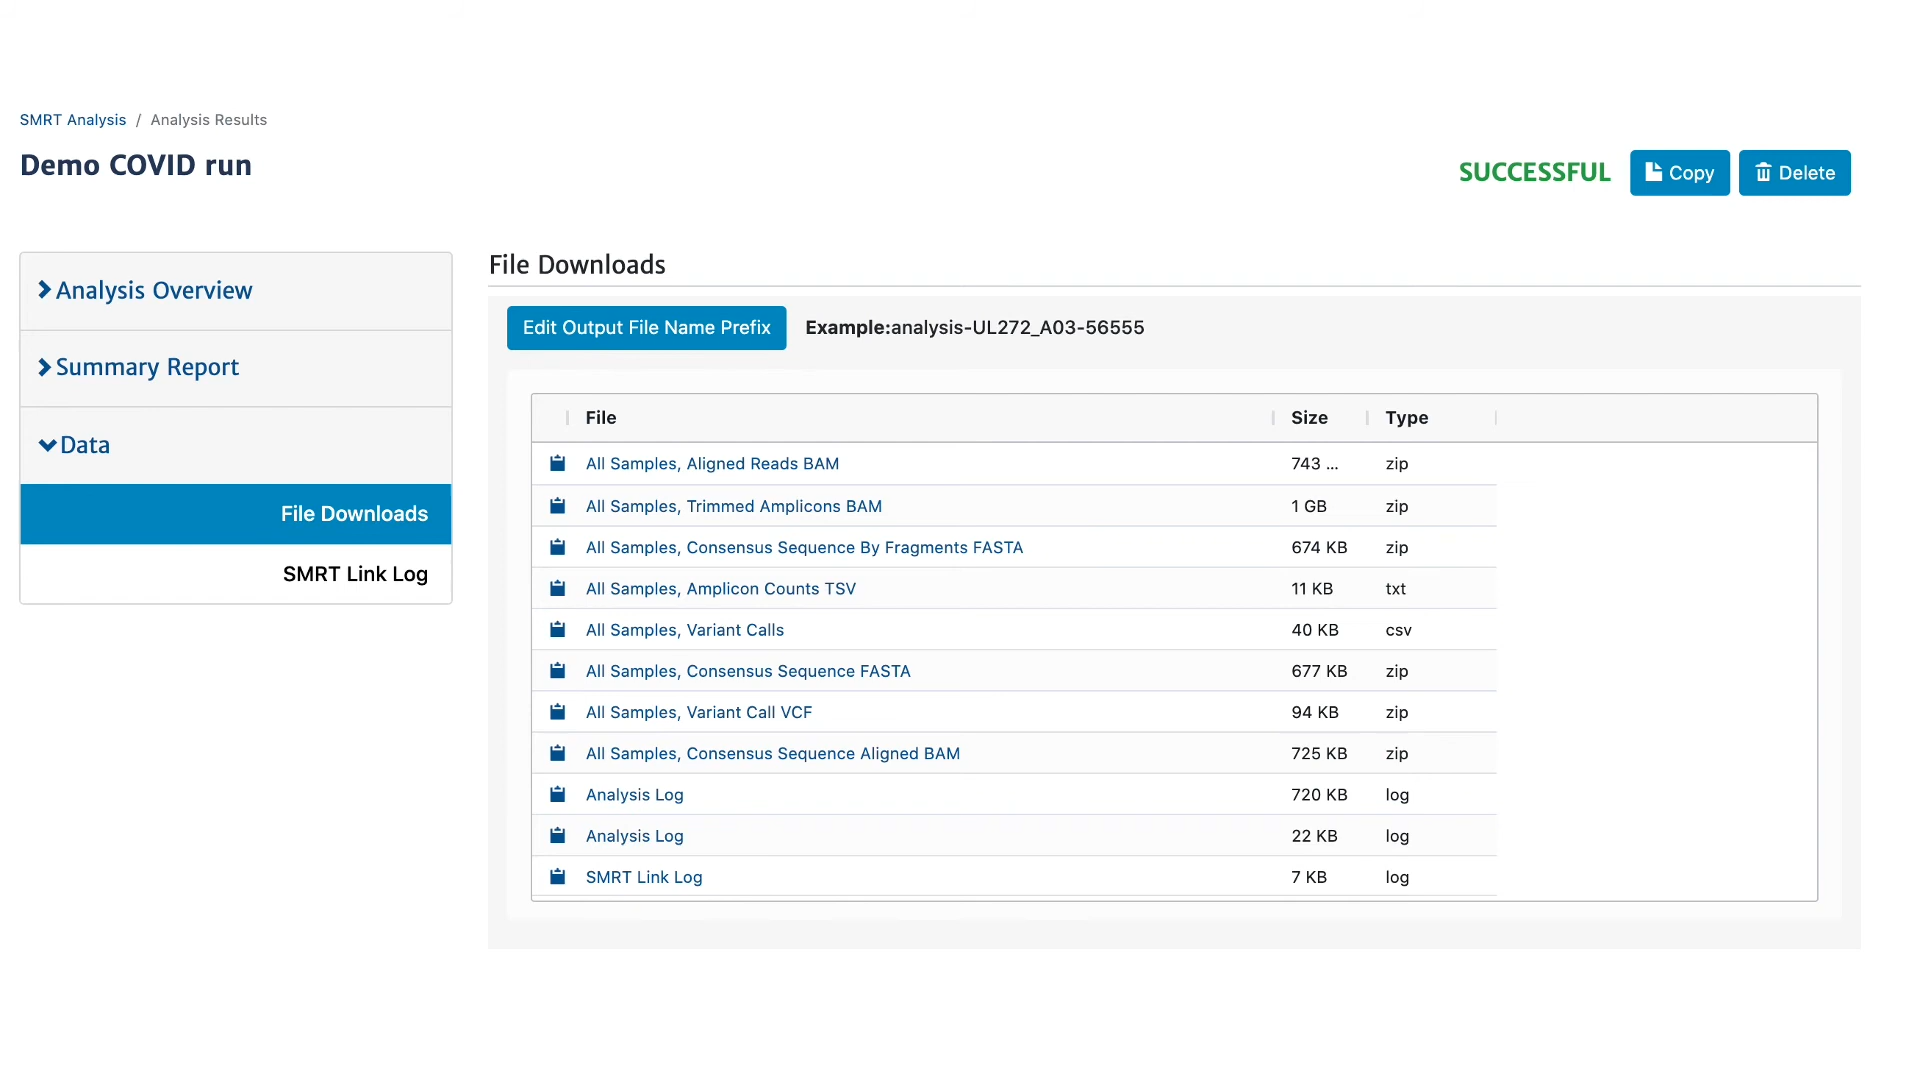 SMRT Analysis / Analysis Results
Demo COVID run
SUCCESSFUL
Copy
Delete
Analysis Overview
Summary Report
Data
File Downloads
SMRT Link Log
File Downloads
Edit Output File Name Prefix Example:analysis-UL272_A03-56555
File Size Type
All Samples, Aligned Reads BAM 743 ... zip
All Samples, Trimmed Amplicons BAM 1 GB zip
All Samples, Consensus Sequence By Fragments FASTA 674 KB zip
All Samples, Amplicon Counts TSV 11 KB txt
All Samples, Variant Calls 40 KB csv
All Samples, Consensus Sequence FASTA 677 KB zip
All Samples, Variant Call VCF 94 KB zip
All Samples, Consensus Sequence Aligned BAM 725 KB zip
Analysis Log 720 KB log
Analysis Log 22 KB log
SMRT Link Log 7 KB log